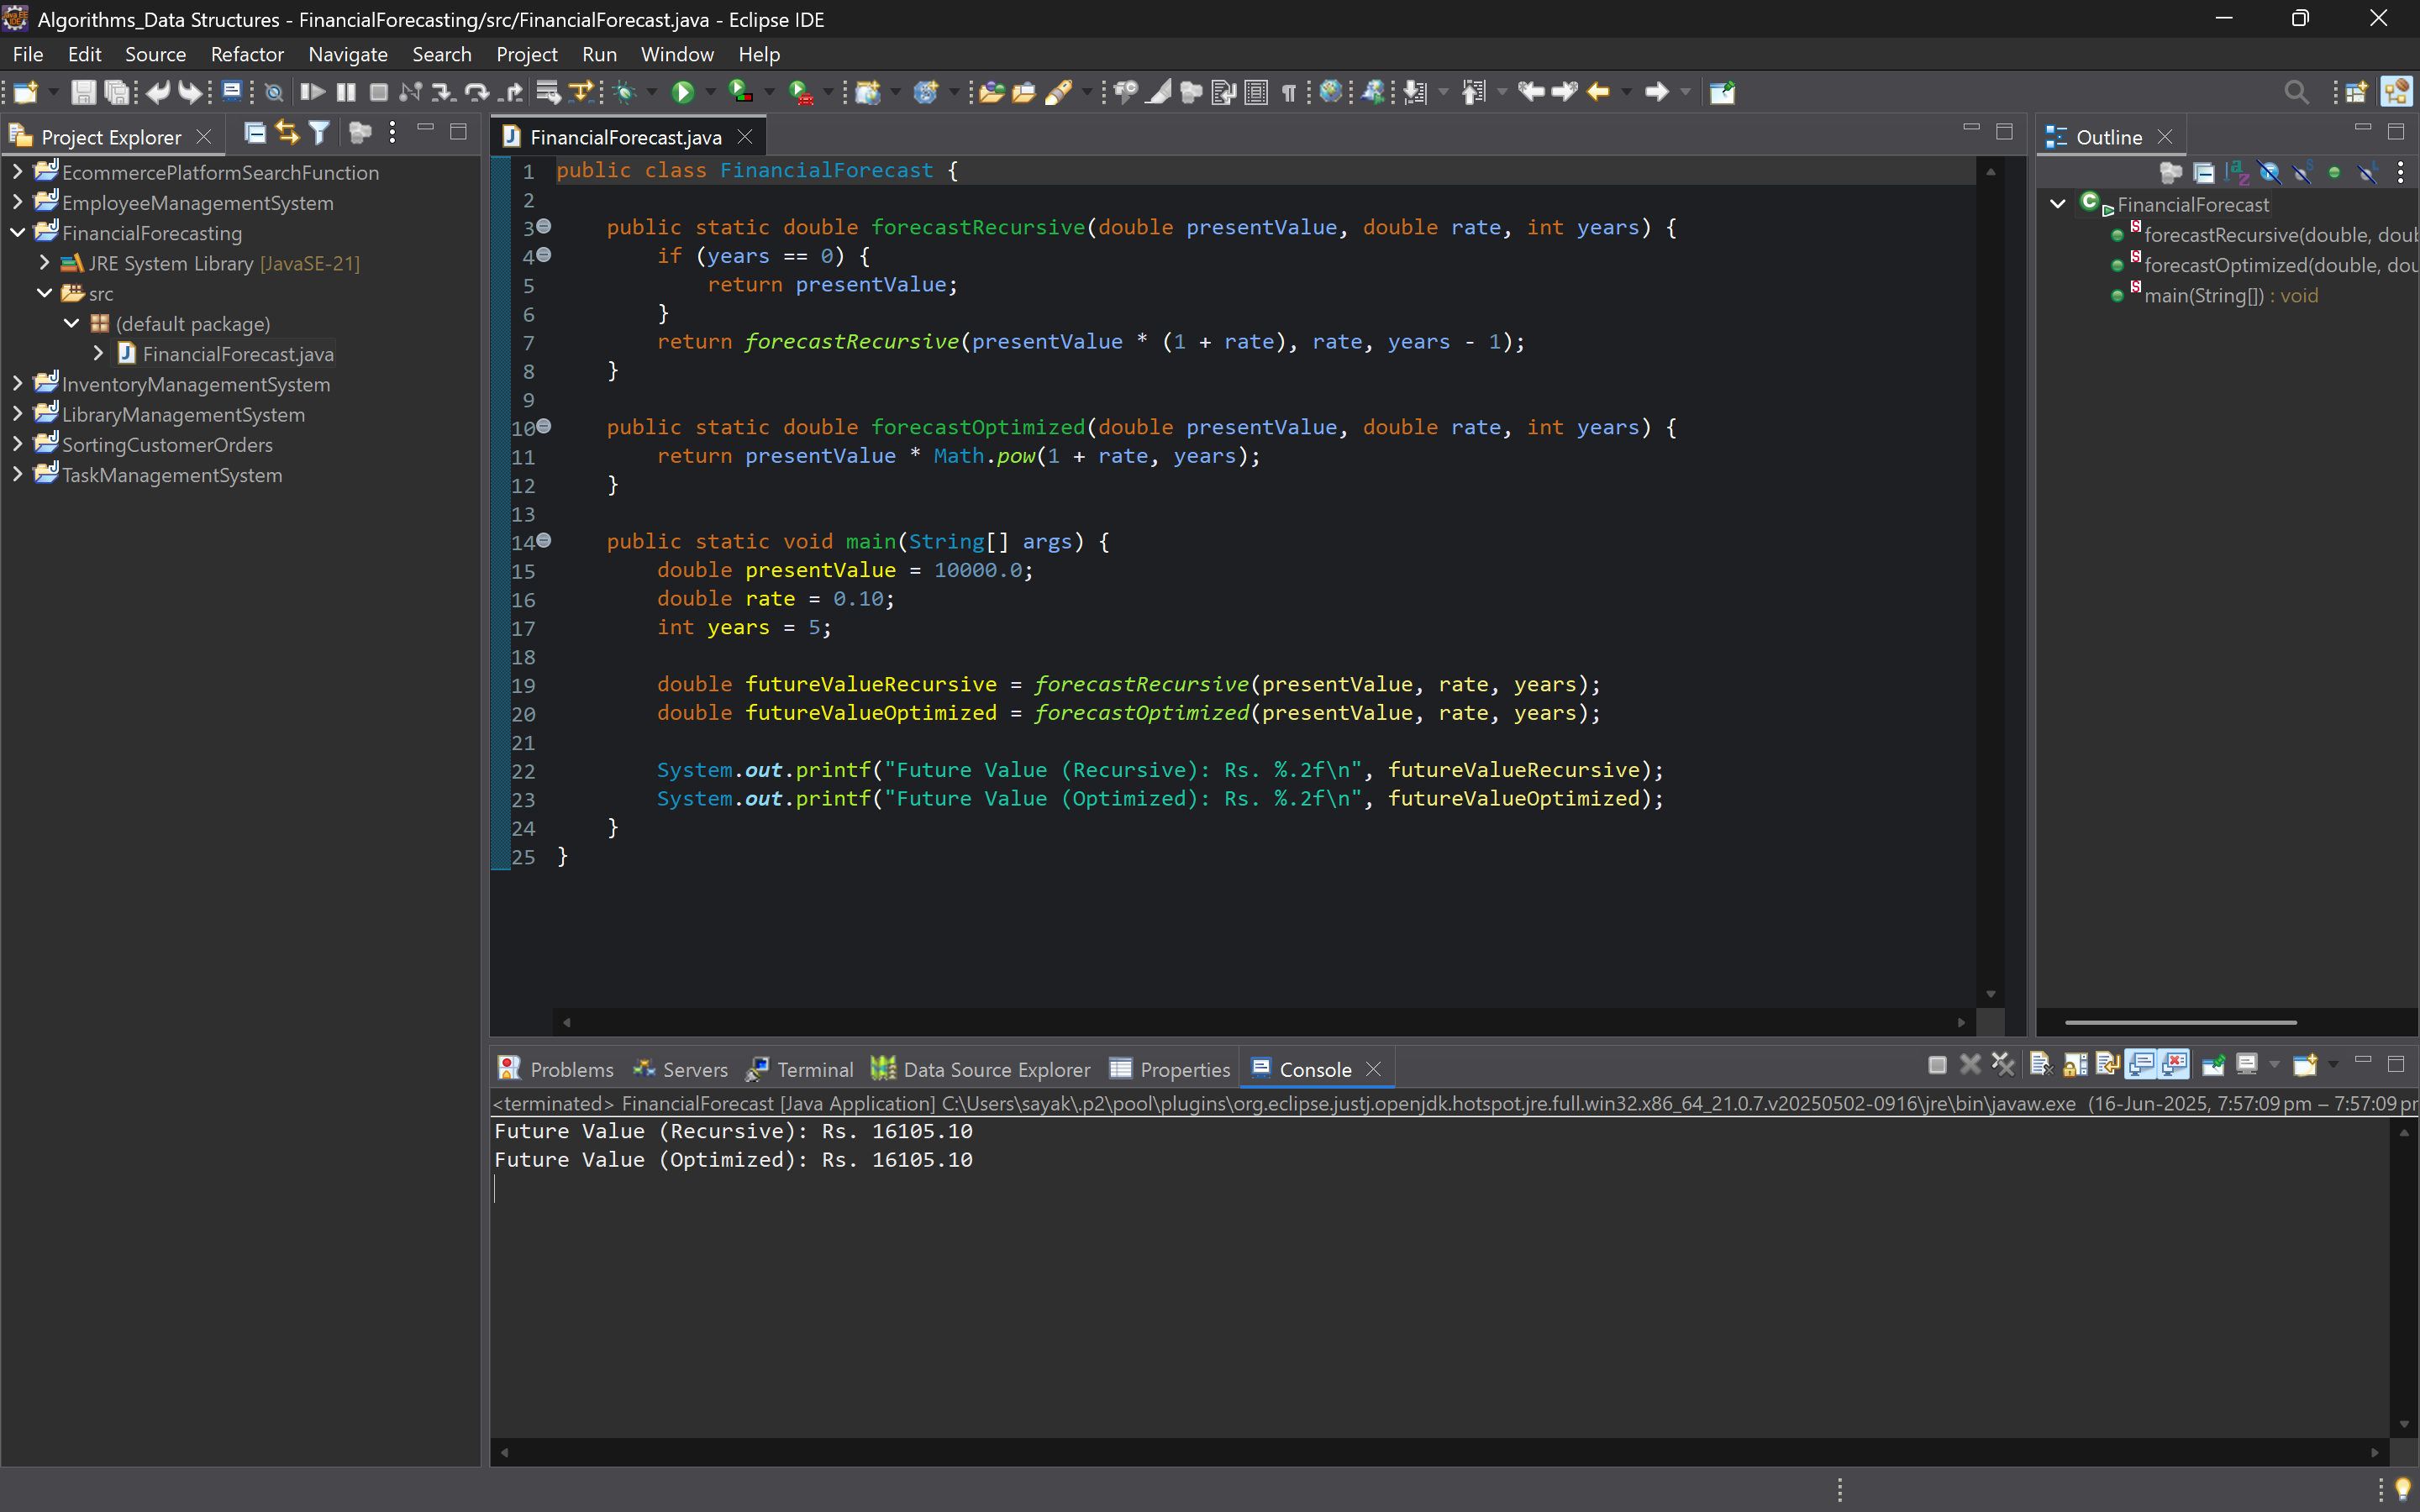 Algorithms_Data Structures - FinancialForecasting/src/FinancialForecast.java - Eclipse IDE
File Edit Source Refactor Navigate Search Project Run Window Help
Project Explorer
EcommercePlatformSearchFunction
EmployeeManagementSystem
FinancialForecasting
JRE System Library [JavaSE-21]
src
(default package)
FinancialForecast.java
InventoryManagementSystem
LibraryManagementSystem
SortingCustomerOrders
TaskManagementSystem
FinancialForecast.java
1 public class FinancialForecast {
2
3     public static double forecastRecursive(double presentValue, double rate, int years) {
4         if (years == 0) {
5             return presentValue;
6         }
7         return forecastRecursive(presentValue * (1 + rate), rate, years - 1);
8     }
9
10     public static double forecastOptimized(double presentValue, double rate, int years) {
11         return presentValue * Math.pow(1 + rate, years);
12     }
13
14     public static void main(String[] args) {
15         double presentValue = 10000.0;
16         double rate = 0.10;
17         int years = 5;
18
19         double futureValueRecursive = forecastRecursive(presentValue, rate, years);
20         double futureValueOptimized = forecastOptimized(presentValue, rate, years);
21
22         System.out.printf("Future Value (Recursive): Rs. %.2f\n", futureValueRecursive);
23         System.out.printf("Future Value (Optimized): Rs. %.2f\n", futureValueOptimized);
24     }
25 }
Outline
FinancialForecast
forecastRecursive(double, doub
forecastOptimized(double, dou
main(String[]) : void
Problems Servers Terminal Data Source Explorer Properties Console
<terminated> FinancialForecast [Java Application] C:\Users\sayak\.p2\pool\plugins\org.eclipse.justj.openjdk.hotspot.jre.full.win32.x86_64_21.0.7.v20250502-0916\jre\bin\javaw.exe (16-Jun-2025, 7:57:09 pm – 7:57:09 pr
Future Value (Recursive): Rs. 16105.10
Future Value (Optimized): Rs. 16105.10